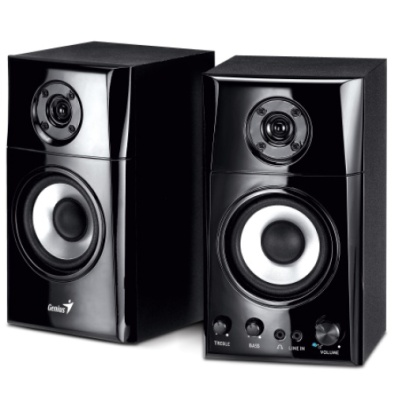 Genius
TREBLE
BASS
LINE IN
VOLUME